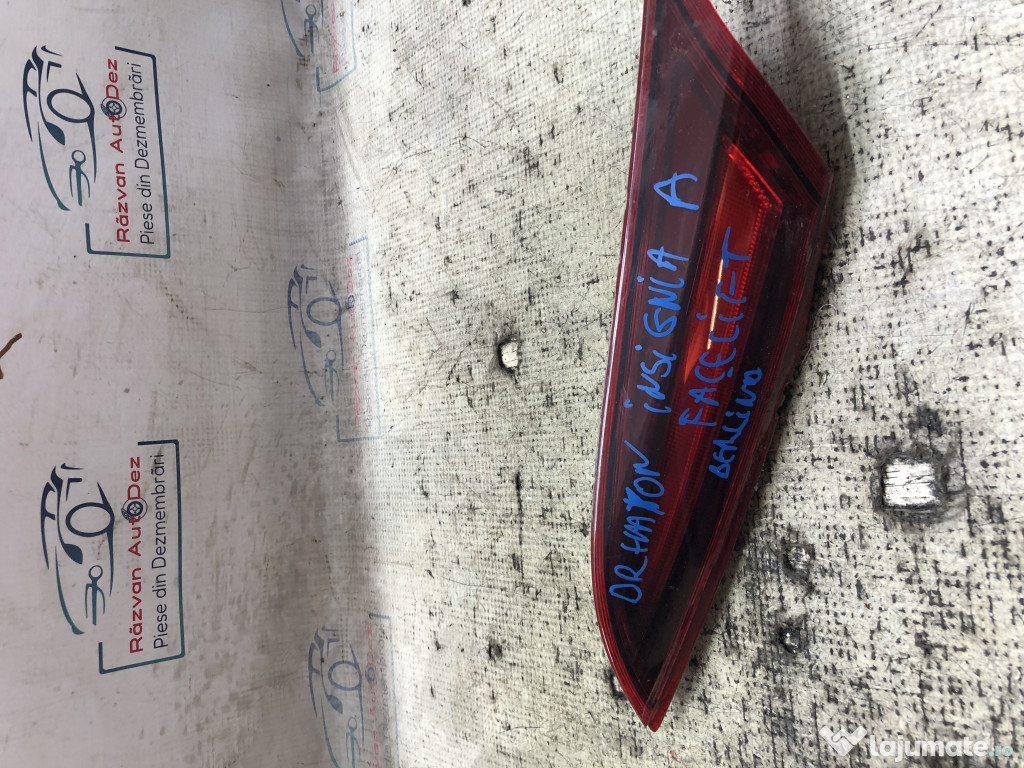 Răzvan AutoDez
Piese din Dezmembrări
Răzvan AutoDez
Piese din Dezmembrări
DR HAYON INSIGNIA A
FACELIFT
BERLINA
lajumate.ro